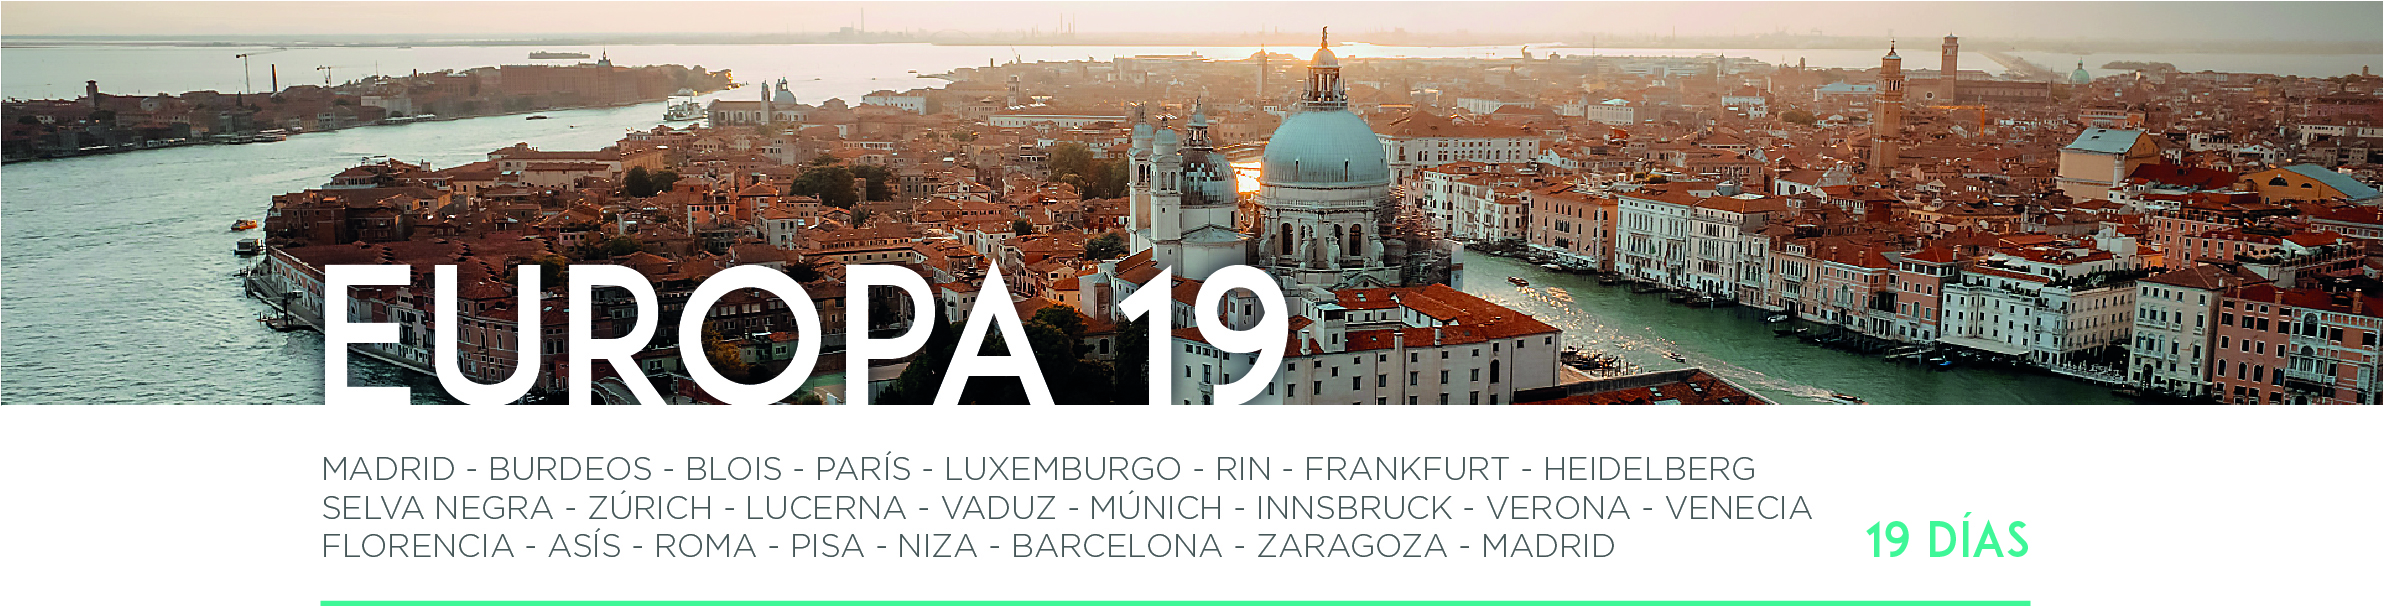 EUROPA 19
MADRID - BURDEOS - BLOIS - PARÍS - LUXEMBURGO - RIN - FRANKFURT - HEIDELBERG
SELVA NEGRA - ZÚRICH - LUCERNA - VADUZ - MÚNICH - INNSBRUCK - VERONA - VENECIA
FLORENCIA - ASÍS - ROMA - PISA - NIZA - BARCELONA - ZARAGOZA - MADRID
19 DÍAS